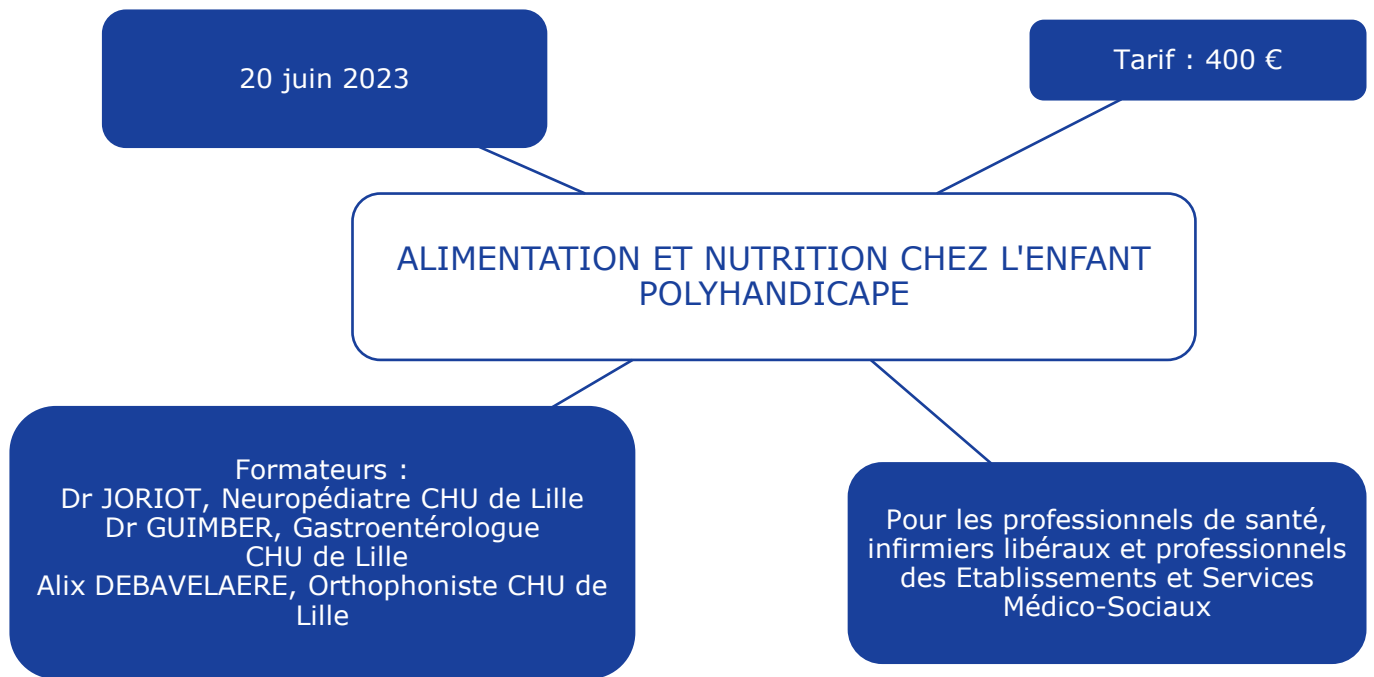 20 juin 2023
Tarif : 400 €
ALIMENTATION ET NUTRITION CHEZ L'ENFANT
POLYHANDICAPE
Formateurs :
Dr JORIOT, Neuropédiatre CHU de Lille
Dr GUIMBER, Gastroentérologue
CHU de Lille
Alix DEBAVELAERE, Orthophoniste CHU de
Lille
Pour les professionnels de santé,
infirmiers libéraux et professionnels
des Etablissements et Services
Médico-Sociaux